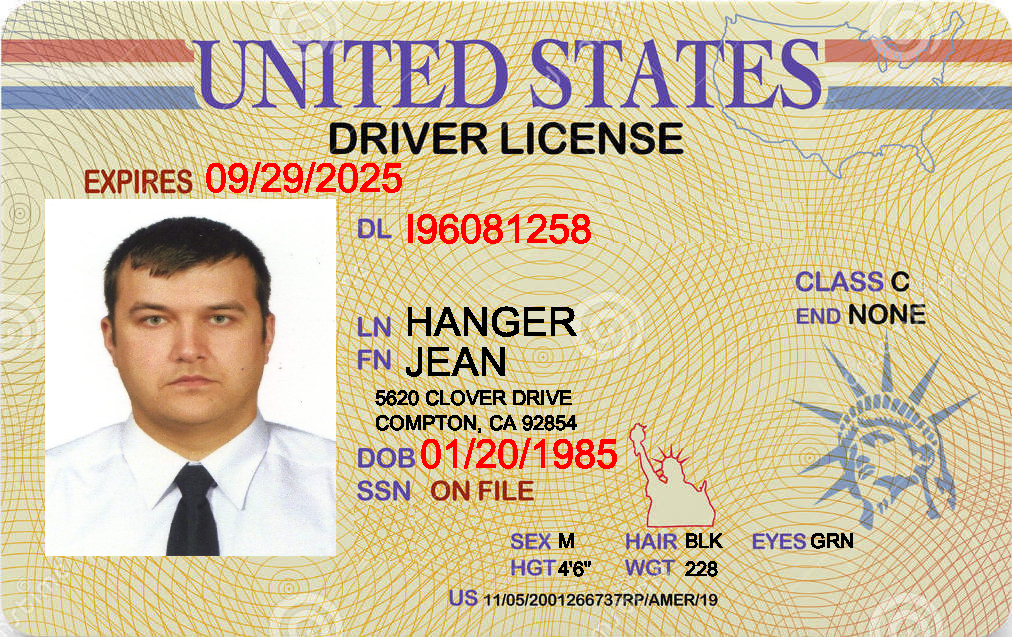 UNITED STATES
DRIVER LICENSE
EXPIRES 09/29/2025
DL I96081258
CLASS C
END NONE
LN HANGER
FN JEAN
5620 CLOVER DRIVE
COMPTON, CA 92854
DOB 01/20/1985
SSN ON FILE
SEX M HAIR BLK EYES GRN
HGT 4'6" WGT 228
US 11/05/2001266737RP/AMER/19